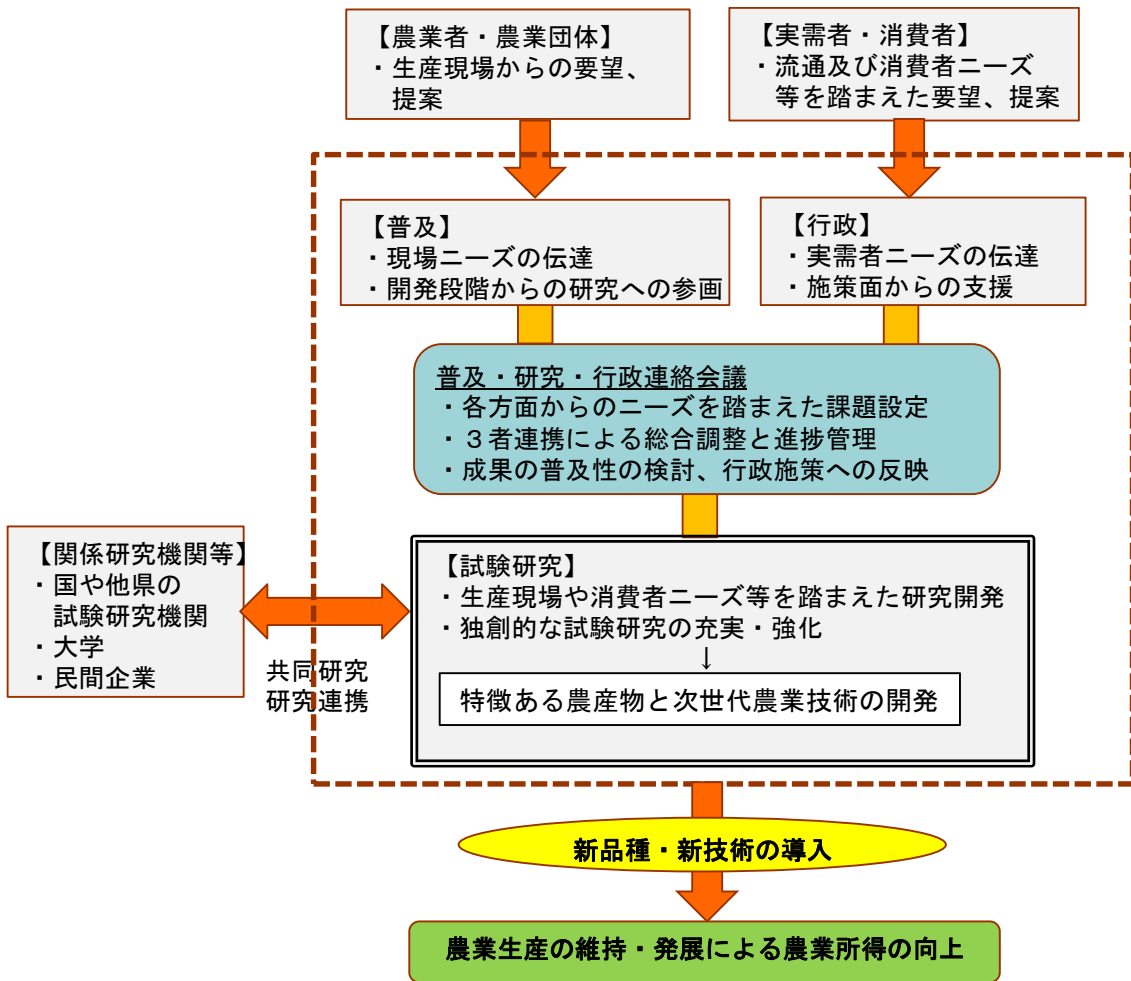 【農業者・農業団体】
・生産現場からの要望、
提案
【実需者・消費者】
・流通及び消費者ニーズ
等を踏まえた要望、提案
【普及】
・現場ニーズの伝達
・開発段階からの研究への参画
【行政】
・実需者ニーズの伝達
・施策面からの支援
普及・研究・行政連絡会議
・各方面からのニーズを踏まえた課題設定
・３者連携による総合調整と進捗管理
・成果の普及性の検討、行政施策への反映
【関係研究機関等】
・国や他県の
試験研究機関
・大学
・民間企業
共同研究
研究連携
【試験研究】
・生産現場や消費者ニーズ等を踏まえた研究開発
・独創的な試験研究の充実・強化
↓
特徴ある農産物と次世代農業技術の開発
新品種・新技術の導入
農業生産の維持・発展による農業所得の向上